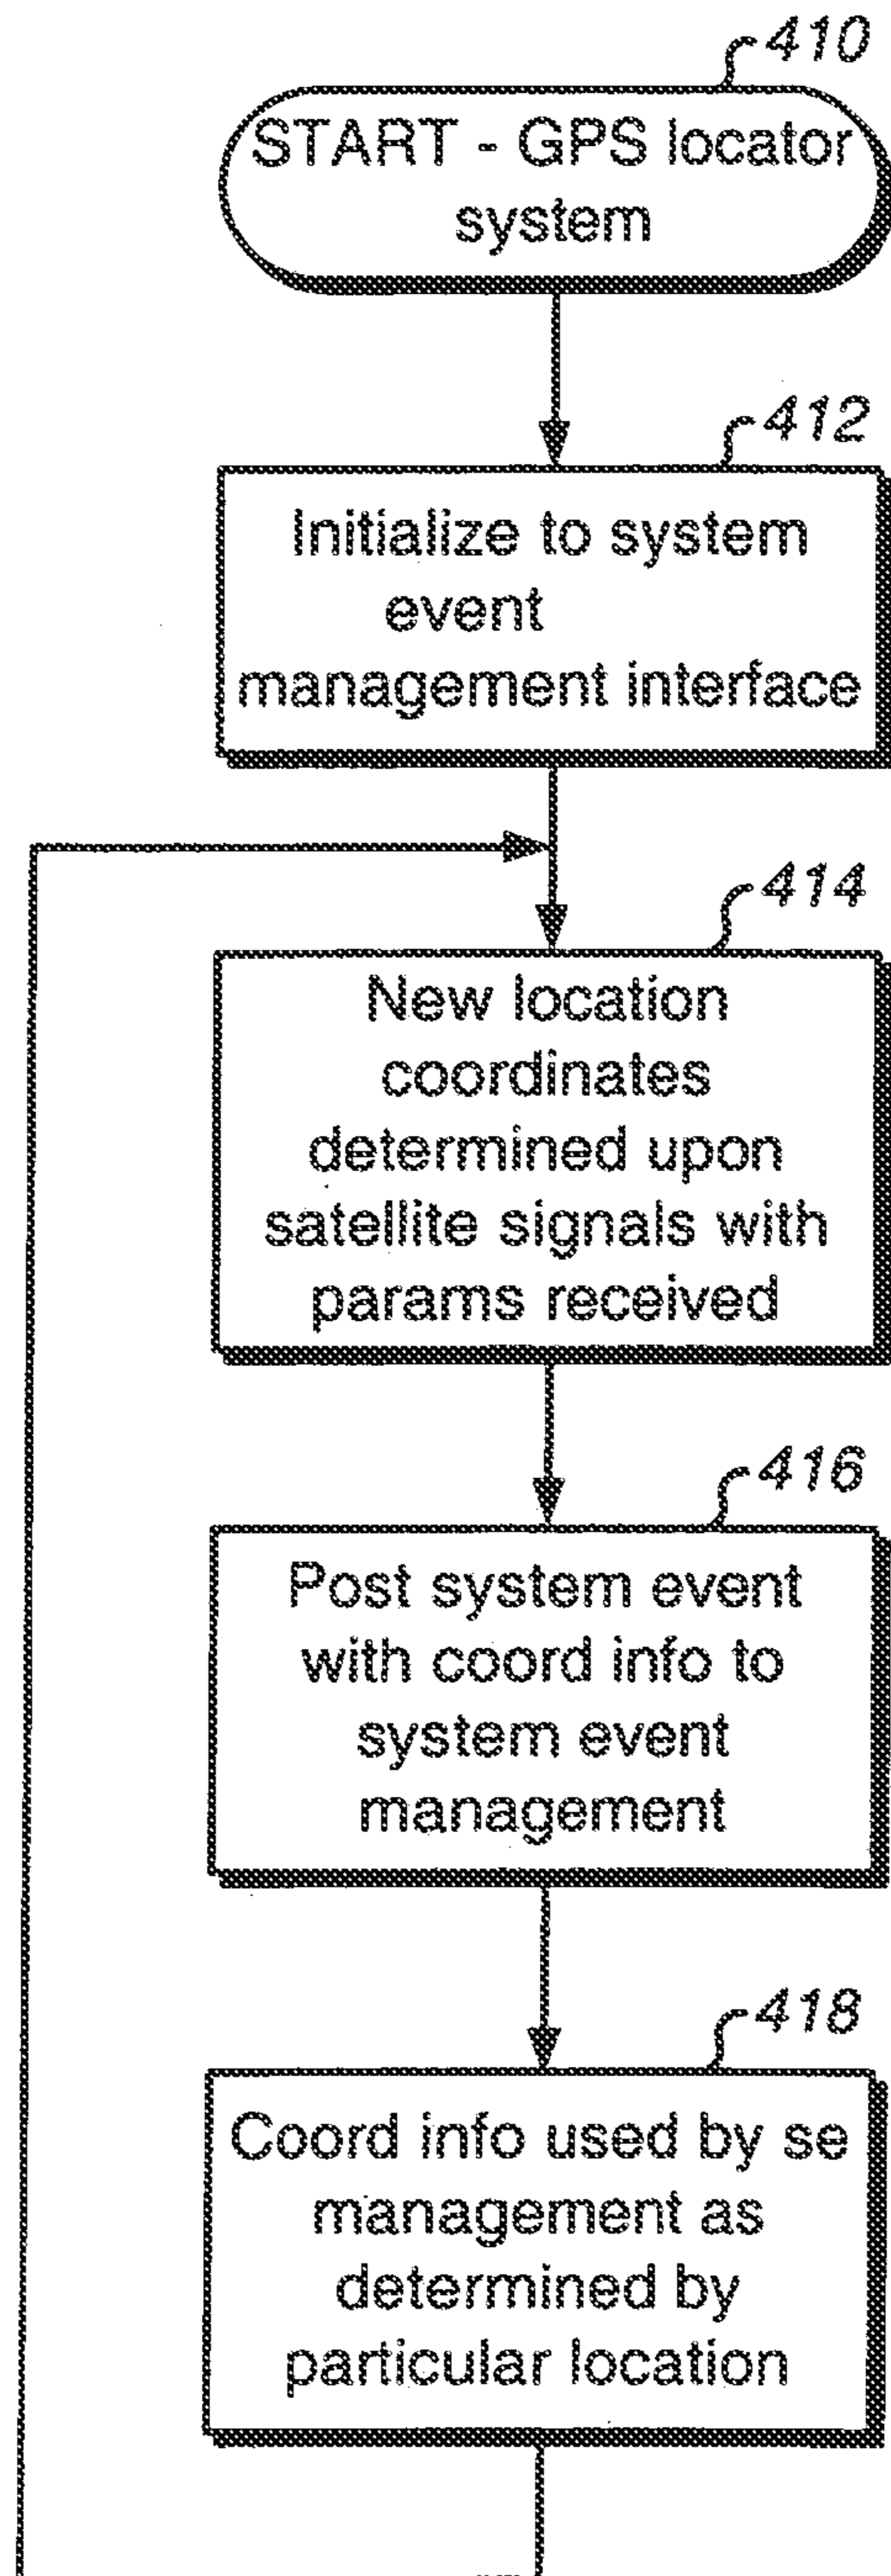 410
START - GPS locator
system
412
Initialize to system
event
management interface
414
New location
coordinates
determined upon
satellite signals with
params received
416
Post system event
with coord info to
system event
management
418
Coord info used by se
management as
determined by
particular location